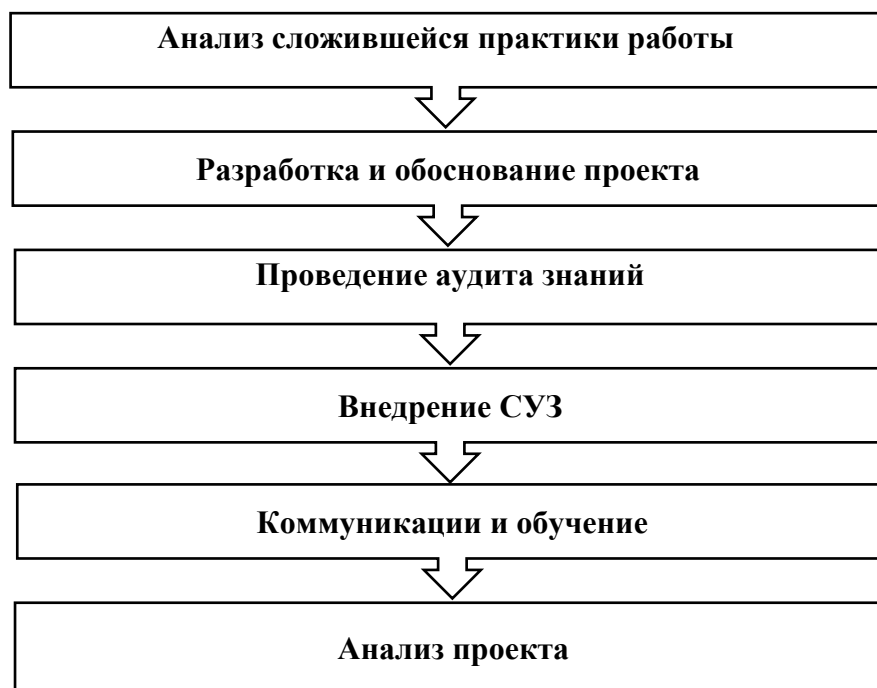 Анализ сложившейся практики работы
Разработка и обоснование проекта
Проведение аудита знаний
Внедрение СУЗ
Коммуникации и обучение
Анализ проекта